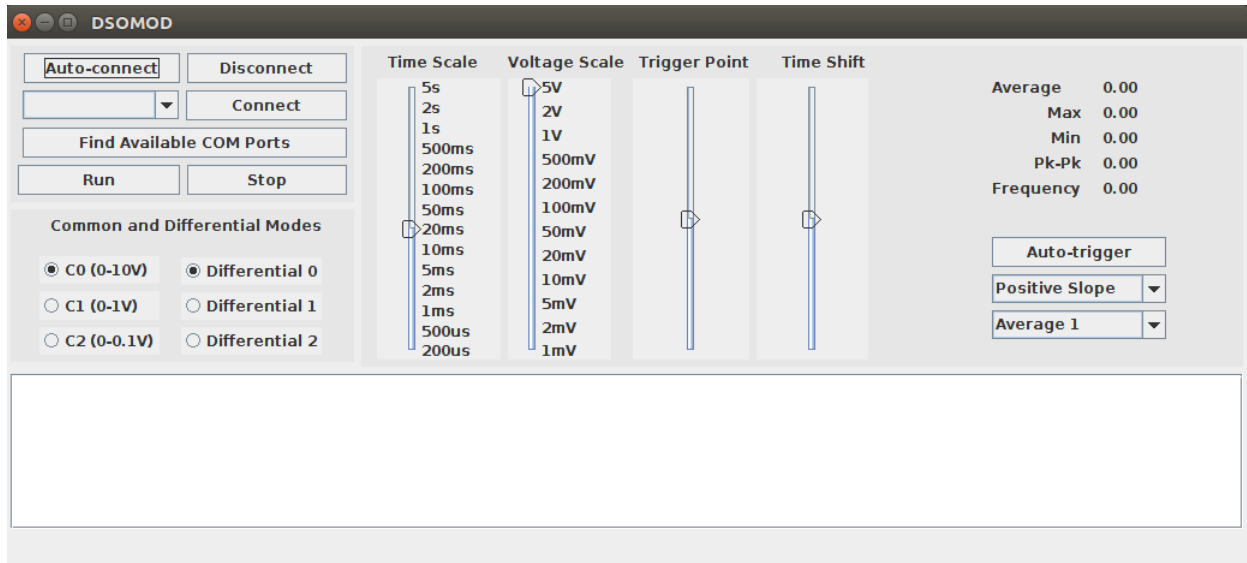 DSOMOD
Auto-connect
Disconnect
Connect
Find Available COM Ports
Run
Stop
Common and Differential Modes
C0 (0-10V)
Differential 0
C1 (0-1V)
Differential 1
C2 (0-0.1V)
Differential 2
Time Scale
5s
2s
1s
500ms
200ms
100ms
50ms
20ms
10ms
5ms
2ms
1ms
500us
200us
Voltage Scale
5V
2V
1V
500mV
200mV
100mV
50mV
20mV
10mV
5mV
2mV
1mV
Trigger Point
Time Shift
Average 0.00
Max 0.00
Min 0.00
Pk-Pk 0.00
Frequency 0.00
Auto-trigger
Positive Slope
Average 1